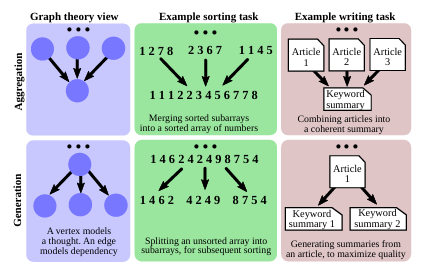 Graph theory view
Example sorting task
Example writing task
Aggregation
1 2 7 8
2 3 6 7
1 1 4 5
1 1 1 2 2 3 4 5 6 7 7 8
Merging sorted subarrays
into a sorted array of numbers
Article
1
Article
2
Article
3
Keyword
summary
Combining articles into
a coherent summary
Generation
A vertex models
a thought. An edge
models dependency
1 4 6 2 4 2 4 9 8 7 5 4
1 4 6 2
4 2 4 9
8 7 5 4
Splitting an unsorted array into
subarrays, for subsequent sorting
Article
1
Keyword
summary 1
Keyword
summary 2
Generating summaries from
an article, to maximize quality